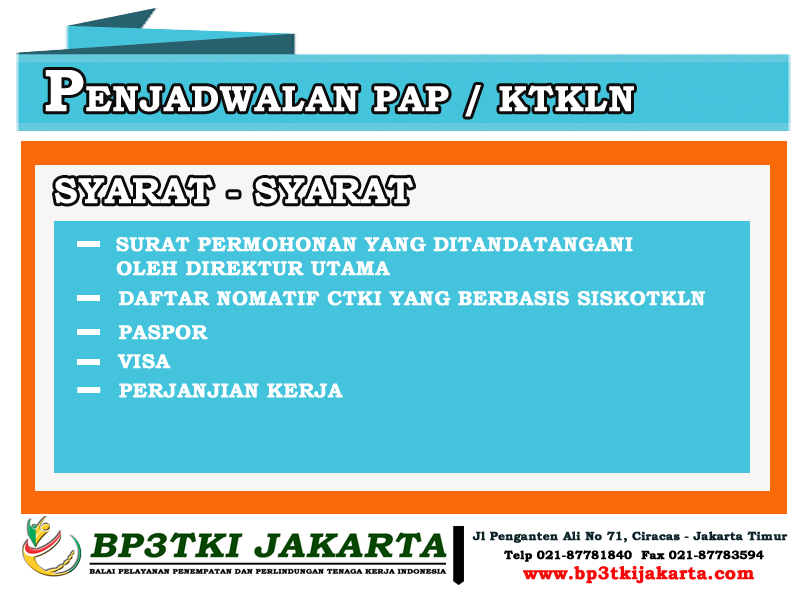 PENJADWALAN PAP / KTKLN
SYARAT - SYARAT
SURAT PERMOHONAN YANG DITANDATANGANI
OLEH DIREKTUR UTAMA
DAFTAR NOMATIF CTKI YANG BERBASIS SISKOTKLN
PASPOR
VISA
PERJANJIAN KERJA
BP3TKI JAKARTA
BALAI PELAYANAN PENEMPATAN DAN PERLINDUNGAN TENAGA KERJA INDONESIA
Jl Penganten Ali No 71, Ciracas - Jakarta Timur
Telp 021-87781840 Fax 021-87783594
www.bp3tkijakarta.com